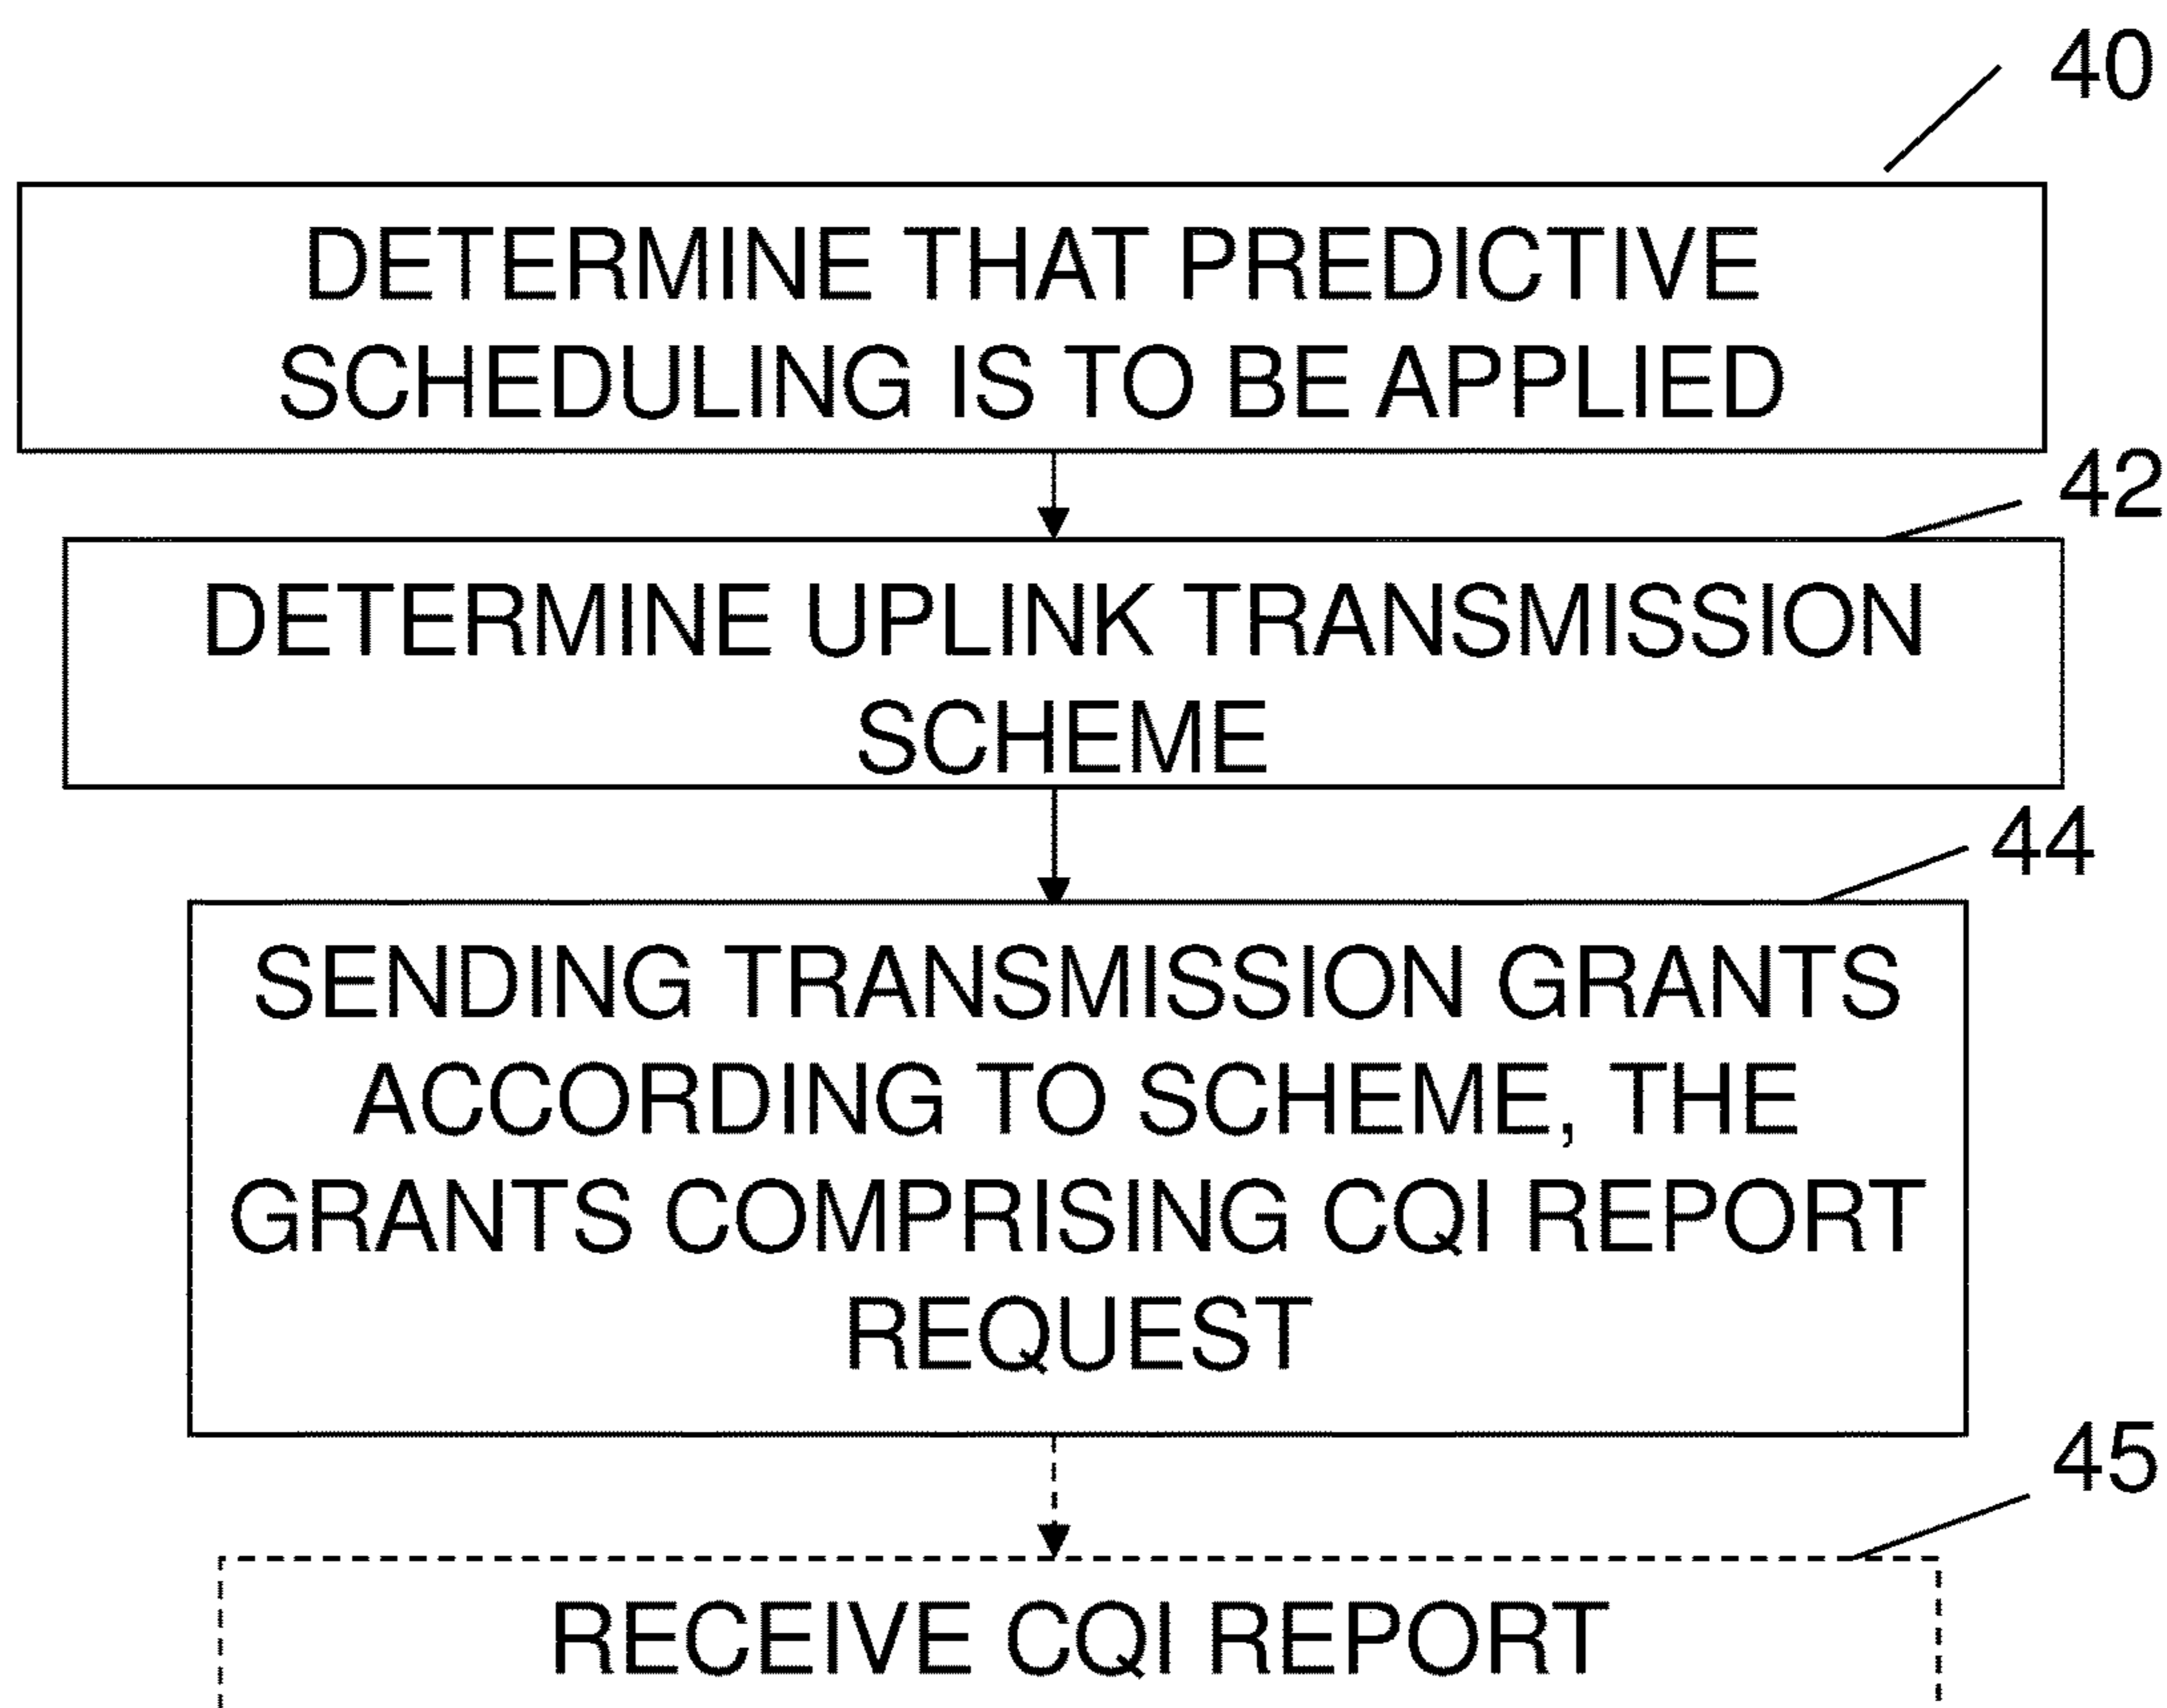 40
DETERMINE THAT PREDICTIVE
SCHEDULING IS TO BE APPLIED
42
DETERMINE UPLINK TRANSMISSION
SCHEME
44
SENDING TRANSMISSION GRANTS
ACCORDING TO SCHEME, THE
GRANTS COMPRISING CQI REPORT
REQUEST
45
RECEIVE CQI REPORT